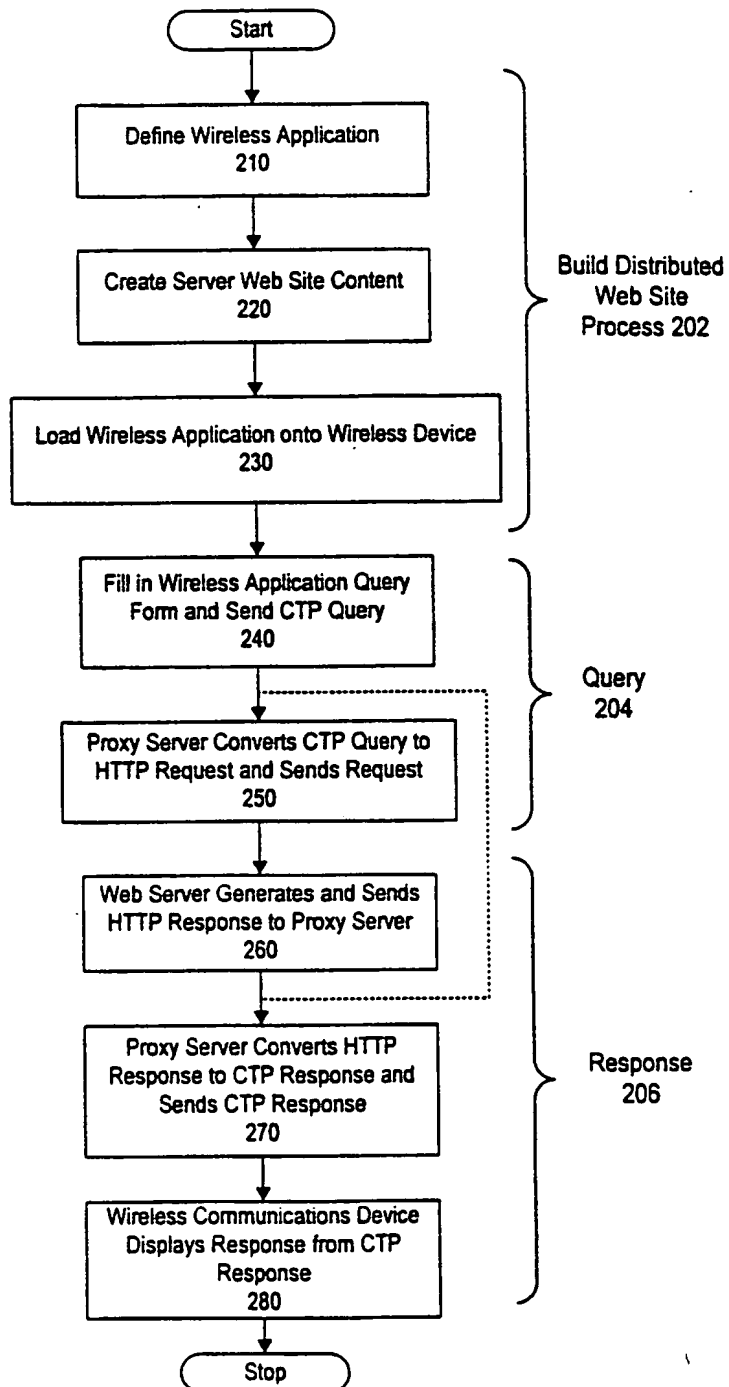 Start
Define Wireless Application
210
Create Server Web Site Content
220
Load Wireless Application onto Wireless Device
230
Build Distributed
Web Site
Process 202
Fill in Wireless Application Query
Form and Send CTP Query
240
Proxy Server Converts CTP Query to
HTTP Request and Sends Request
250
Query
204
Web Server Generates and Sends
HTTP Response to Proxy Server
260
Proxy Server Converts HTTP
Response to CTP Response and
Sends CTP Response
270
Wireless Communications Device
Displays Response from CTP
Response
280
Response
206
Stop